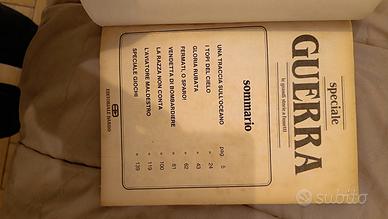 speciale
GUERRA
le grandi storie a fumetti
sommario
UNA TRACCIA SULL'OCEANO pag. 5
I TOPI DEL CIELO » 24
GLORIA RUBATA » 43
FERMATI, O SPARO! » 62
VENDETTA DI BOMBARDIERE » 81
LA RAZZA NON CONTA » 100
L'AVIATORE MALDESTRO » 119
SPECIALE GIOCHI » 139
EDITORIALE DARDO
subito